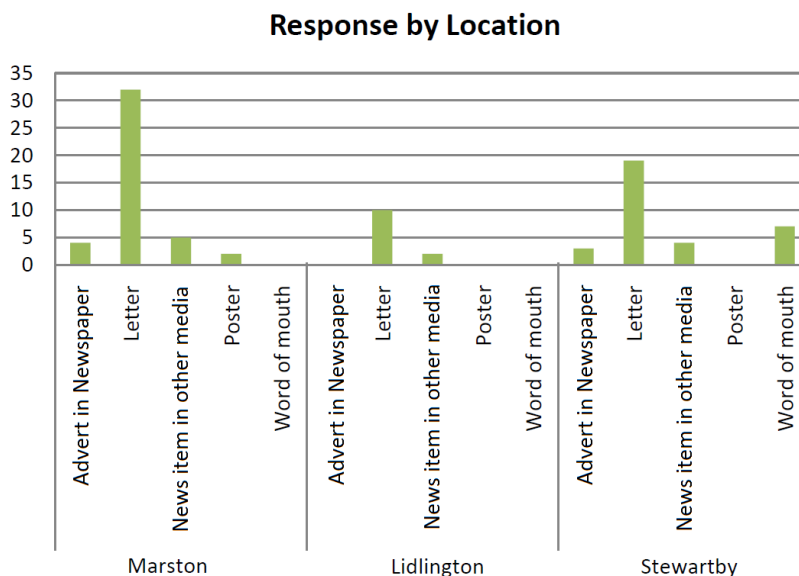 Response by Location
35
30
25
20
15
10
5
0
Advert in Newspaper
Letter
News item in other media
Poster
Word of mouth
Advert in Newspaper
Letter
News item in other media
Poster
Word of mouth
Advert in Newspaper
Letter
News item in other media
Poster
Word of mouth
Marston
Lidlington
Stewartby